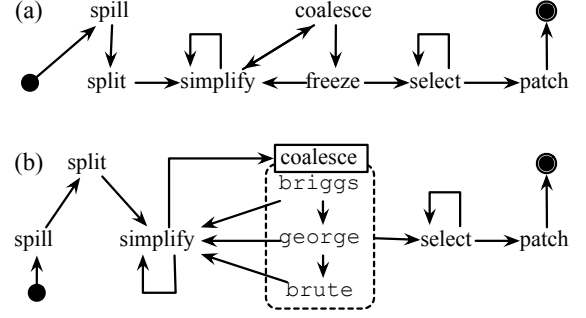 (a) spill coalesce
split simplify freeze select patch
(b) split coalesce
briggs
spill simplify george select patch
brute